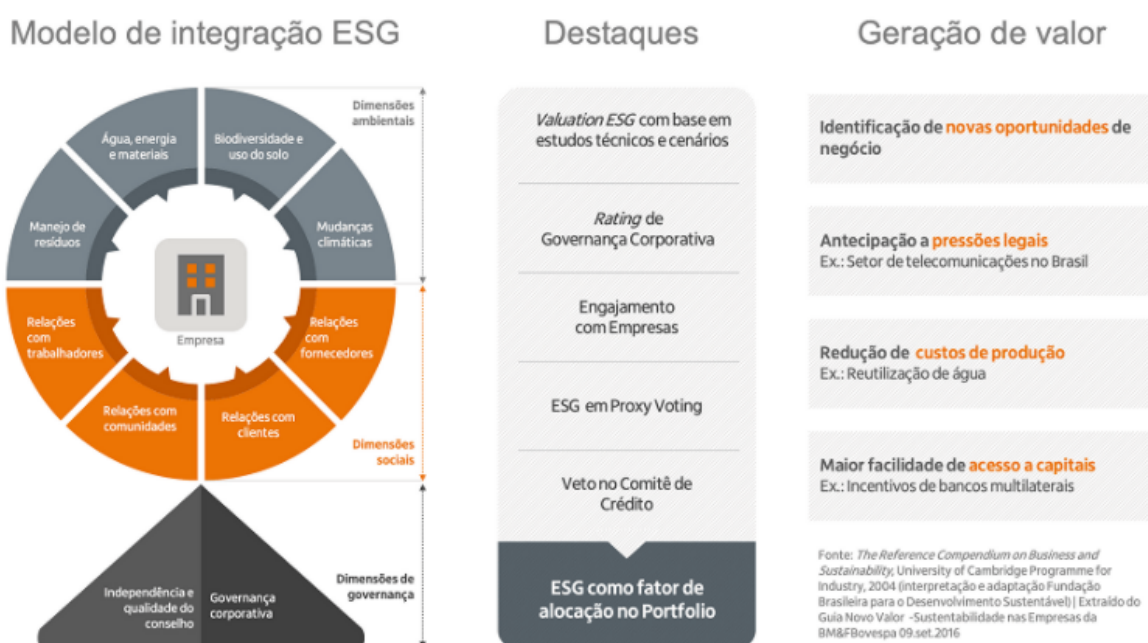 Modelo de integração ESG
Dimensões
ambientais
Água, energia
e materiais
Biodiversidade e
uso do solo
Manejo de
resíduos
Mudanças
climáticas
Empresa
Relações
com
trabalhadores
Relações
com
fornecedores
Relações com
comunidades
Relações com
clientes
Dimensões
sociais
Dimensões de
governança
Independência e
qualidade do
conselho
Governança
corporativa
Destaques
Valuation ESG com base em
estudos técnicos e cenários
Rating de
Governança Corporativa
Engajamento
com Empresas
ESG em Proxy Voting
Veto no Comitê de
Crédito
ESG como fator de
alocação no Portfolio
Geração de valor
Identificação de novas oportunidades de
negócio
Antecipação a pressões legais
Ex.: Setor de telecomunicações no Brasil
Redução de custos de produção
Ex.: Reutilização de água
Maior facilidade de acesso a capitais
Ex.: Incentivos de bancos multilaterais
Fonte: The Reference Compendium on Business and
Sustainability, University of Cambridge Programme for
Industry, 2004 (interpretação e adaptação Fundação
Brasileira para o Desenvolvimento Sustentável) | Extraído do
Guia Novo Valor -Sustentabilidade nas Empresas da
BM&FBovespa 09.set.2016